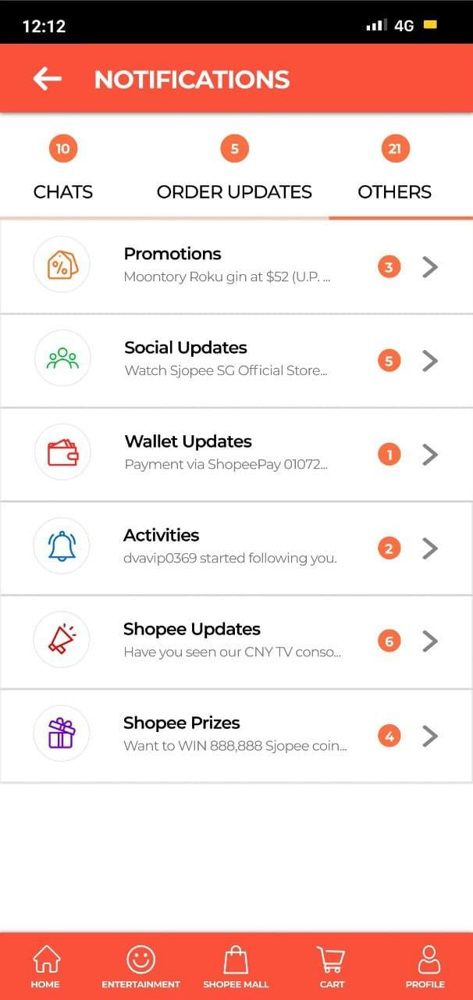 12:12
4G
NOTIFICATIONS
10
5
21
CHATS
ORDER UPDATES
OTHERS
Promotions
Moontory Roku gin at $52 (U.P. ...
3
Social Updates
Watch Sjopee SG Official Store...
5
Wallet Updates
Payment via ShopeePay 01072...
1
Activities
dvavip0369 started following you.
2
Shopee Updates
Have you seen our CNY TV conso...
6
Shopee Prizes
Want to WIN 888,888 Sjopee coin...
4
HOME
ENTERTAINMENT
SHOPEE MALL
CART
PROFILE